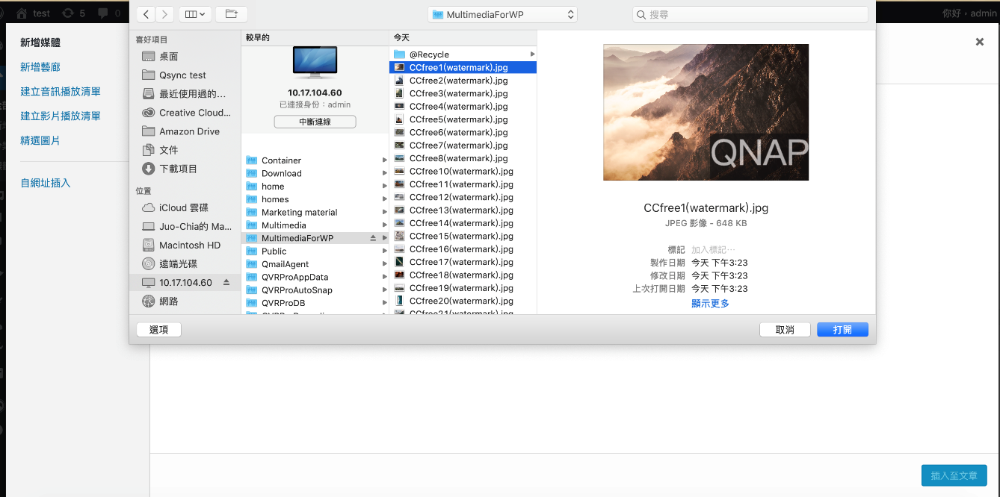 test
5
0
你好，admin
新增媒體
新增藝廊
建立音訊播放清單
建立影片播放清單
精選圖片
自網址插入
MultimediaForWP
搜尋
喜好項目
桌面
Qsync test
最近使用過的…
Creative Cloud...
Amazon Drive
文件
下載項目
位置
iCloud 雲碟
Juo-Chia的 Ma...
Macintosh HD
遠端光碟
10.17.104.60
網路
較早的
10.17.104.60
已連接身份：admin
中斷連線
Container
Download
home
homes
Marketing material
Multimedia
MultimediaForWP
Public
QmailAgent
QVRProAppData
QVRProAutoSnap
QVRProDB
今天
@Recycle
CCfree1(watermark).jpg
CCfree2(watermark).jpg
CCfree3(watermark).jpg
CCfree4(watermark).jpg
CCfree5(watermark).jpg
CCfree6(watermark).jpg
CCfree7(watermark).jpg
CCfree8(watermark).jpg
CCfree10(watermark).jpg
CCfree11(watermark).jpg
CCfree12(watermark).jpg
CCfree13(watermark).jpg
CCfree14(watermark).jpg
CCfree15(watermark).jpg
CCfree16(watermark).jpg
CCfree17(watermark).jpg
CCfree18(watermark).jpg
CCfree19(watermark).jpg
CCfree20(watermark).jpg
CCfree21(watermark).jpg
QNAP
CCfree1(watermark).jpg
JPEG 影像 - 648 KB
標記 加入標記…
製作日期 今天 下午3:23
修改日期 今天 下午3:23
上次打開日期 今天 下午3:23
顯示更多
選項
取消
打開
插入至文章